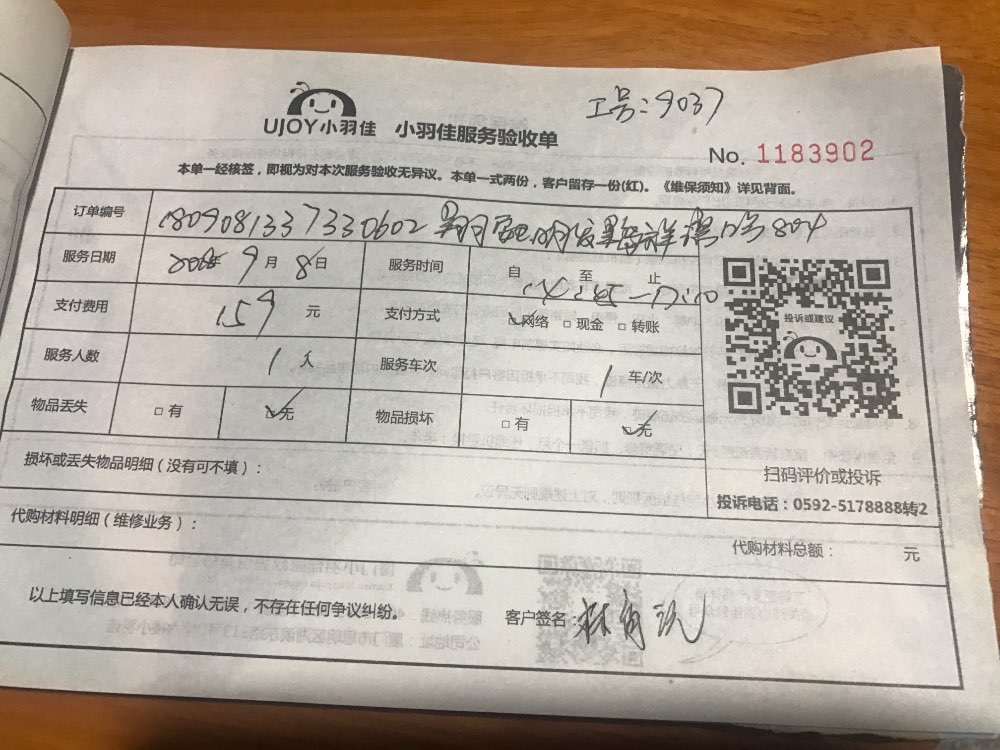 工号：9037
UJOY小羽佳 小羽佳服务验收单
No. 1183902
本单一经核签，即视为对本次服务验收无异议。本单一式两份，客户留存一份(红)。《维保须知》详见背面。
订单编号 1809081337330602 804
服务日期 9月8日 服务时间 自 至 止
支付费用 159元 支付方式 网络 现金 转账
投诉或建议
服务人数 1人 服务车次 1车/次
物品丢失 有 无 物品损坏 有 无
损坏或丢失物品明细（没有可不填）：
扫码评价或投诉
投诉电话：0592-5178888转2
代购材料明细（维修业务）：
代购材料总额： 元
以上填写信息已经本人确认无误，不存在任何争议纠纷。
客户签名：